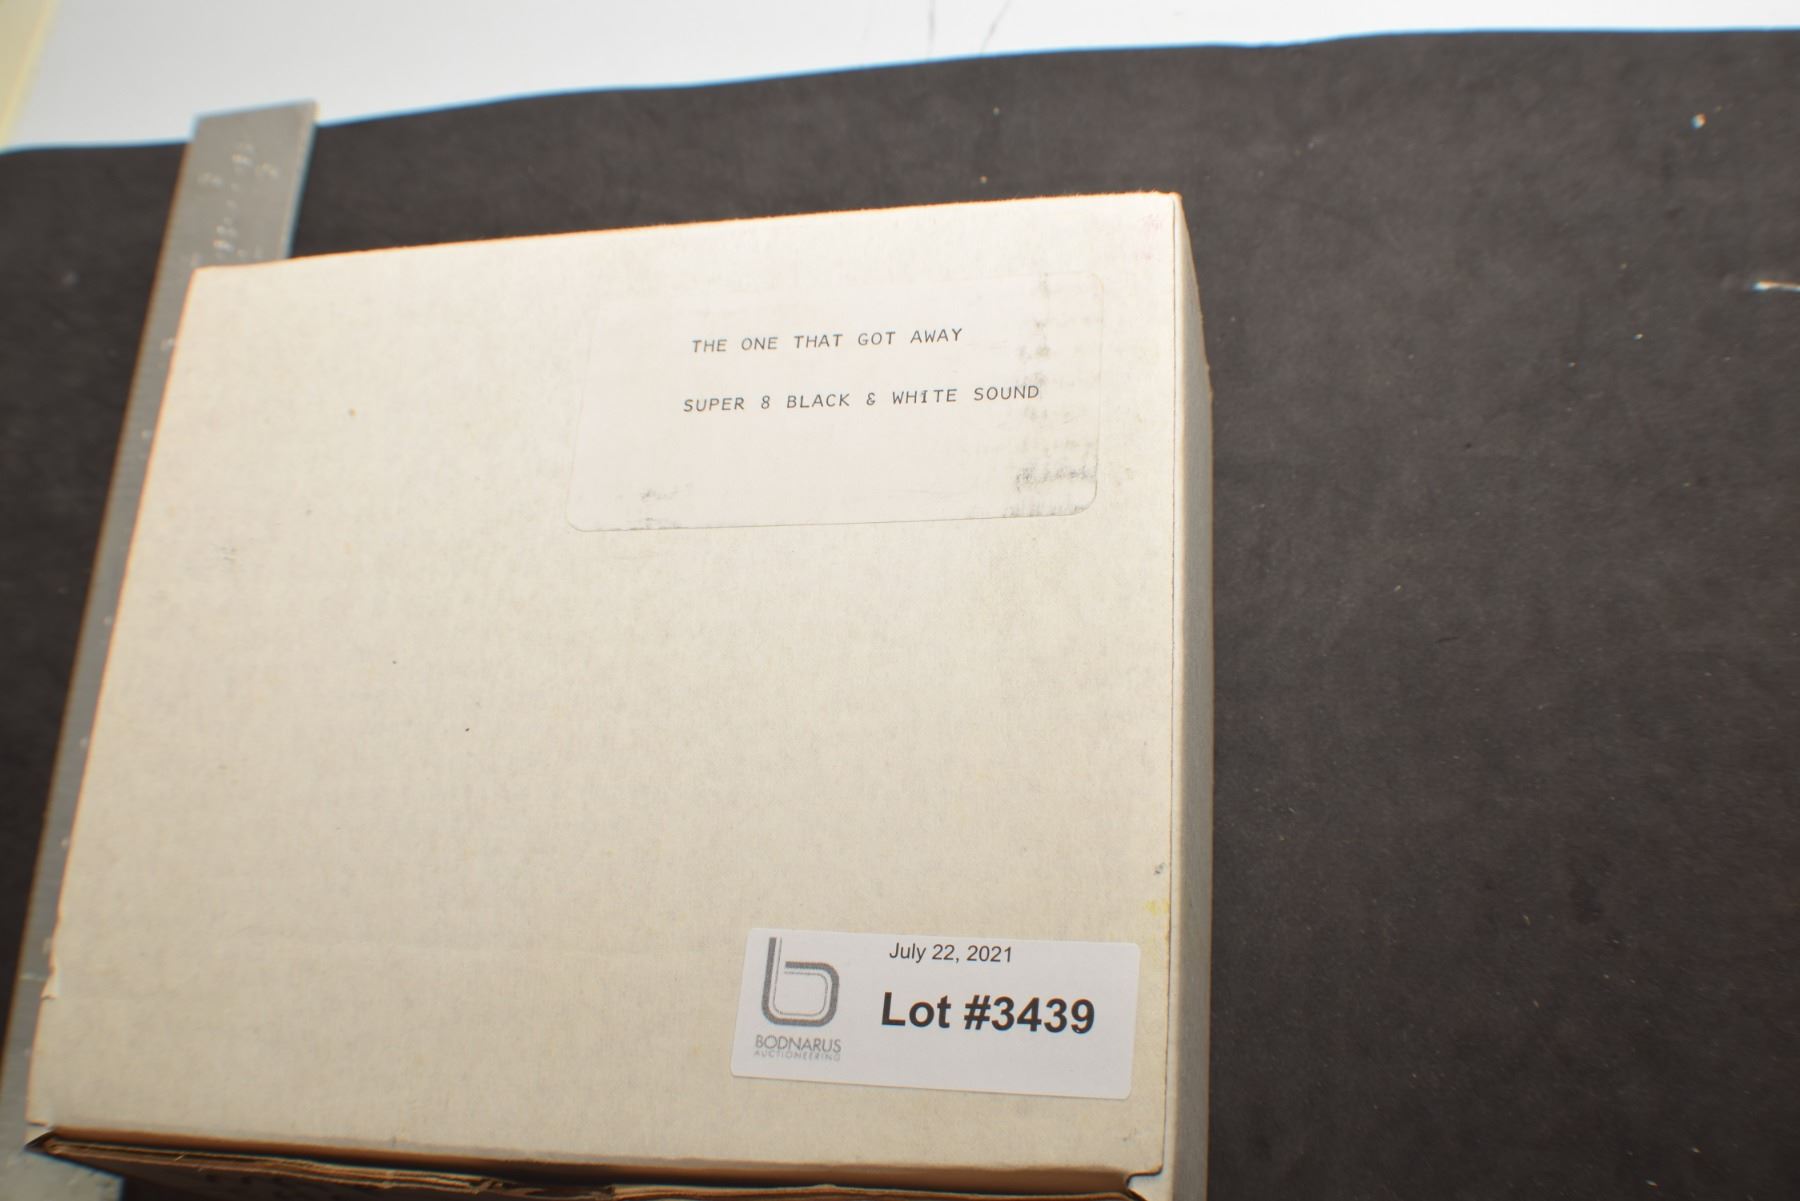 THE ONE THAT GOT AWAY
SUPER 8 BLACK & WHITE SOUND
July 22, 2021
Lot #3439
BODNARUS
AUCTIONEERING